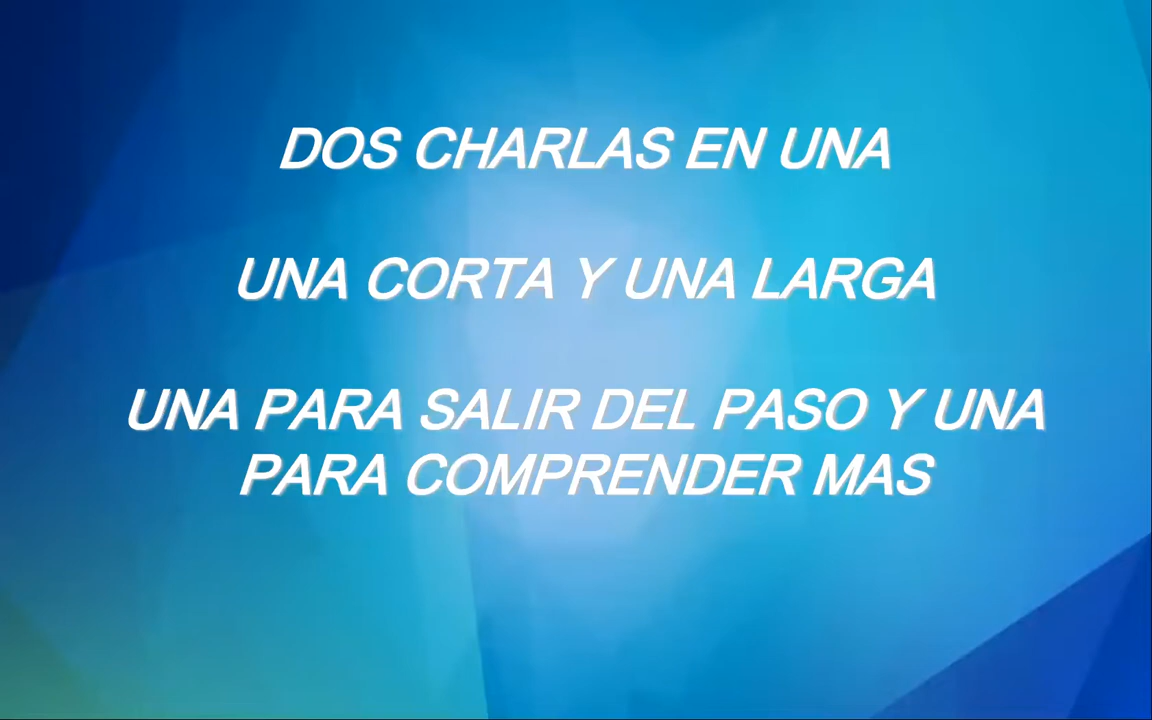 DOS CHARLAS EN UNA
UNA CORTA Y UNA LARGA
UNA PARA SALIR DEL PASO Y UNA
PARA COMPRENDER MAS